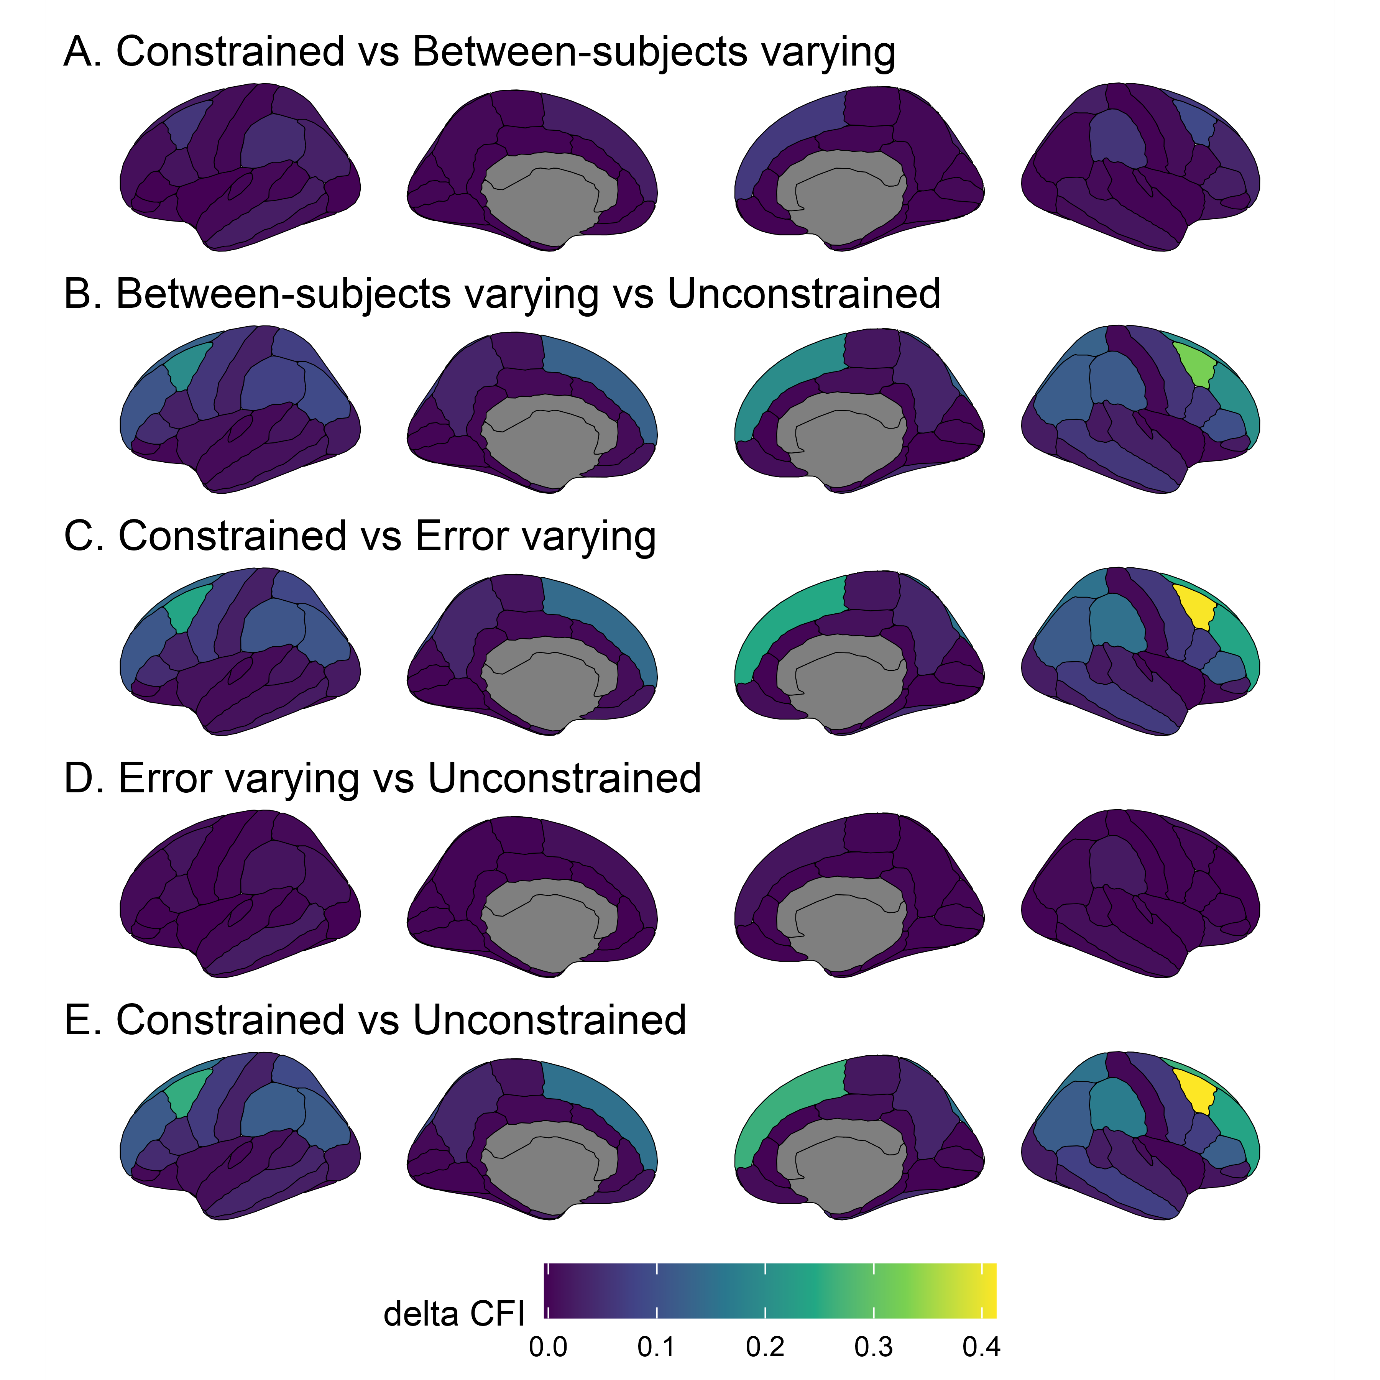 A. Constrained vs Between-subjects varying
B. Between-subjects varying vs Unconstrained
C. Constrained vs Error varying
D. Error varying vs Unconstrained
E. Constrained vs Unconstrained
delta CFI
0.0 0.1 0.2 0.3 0.4